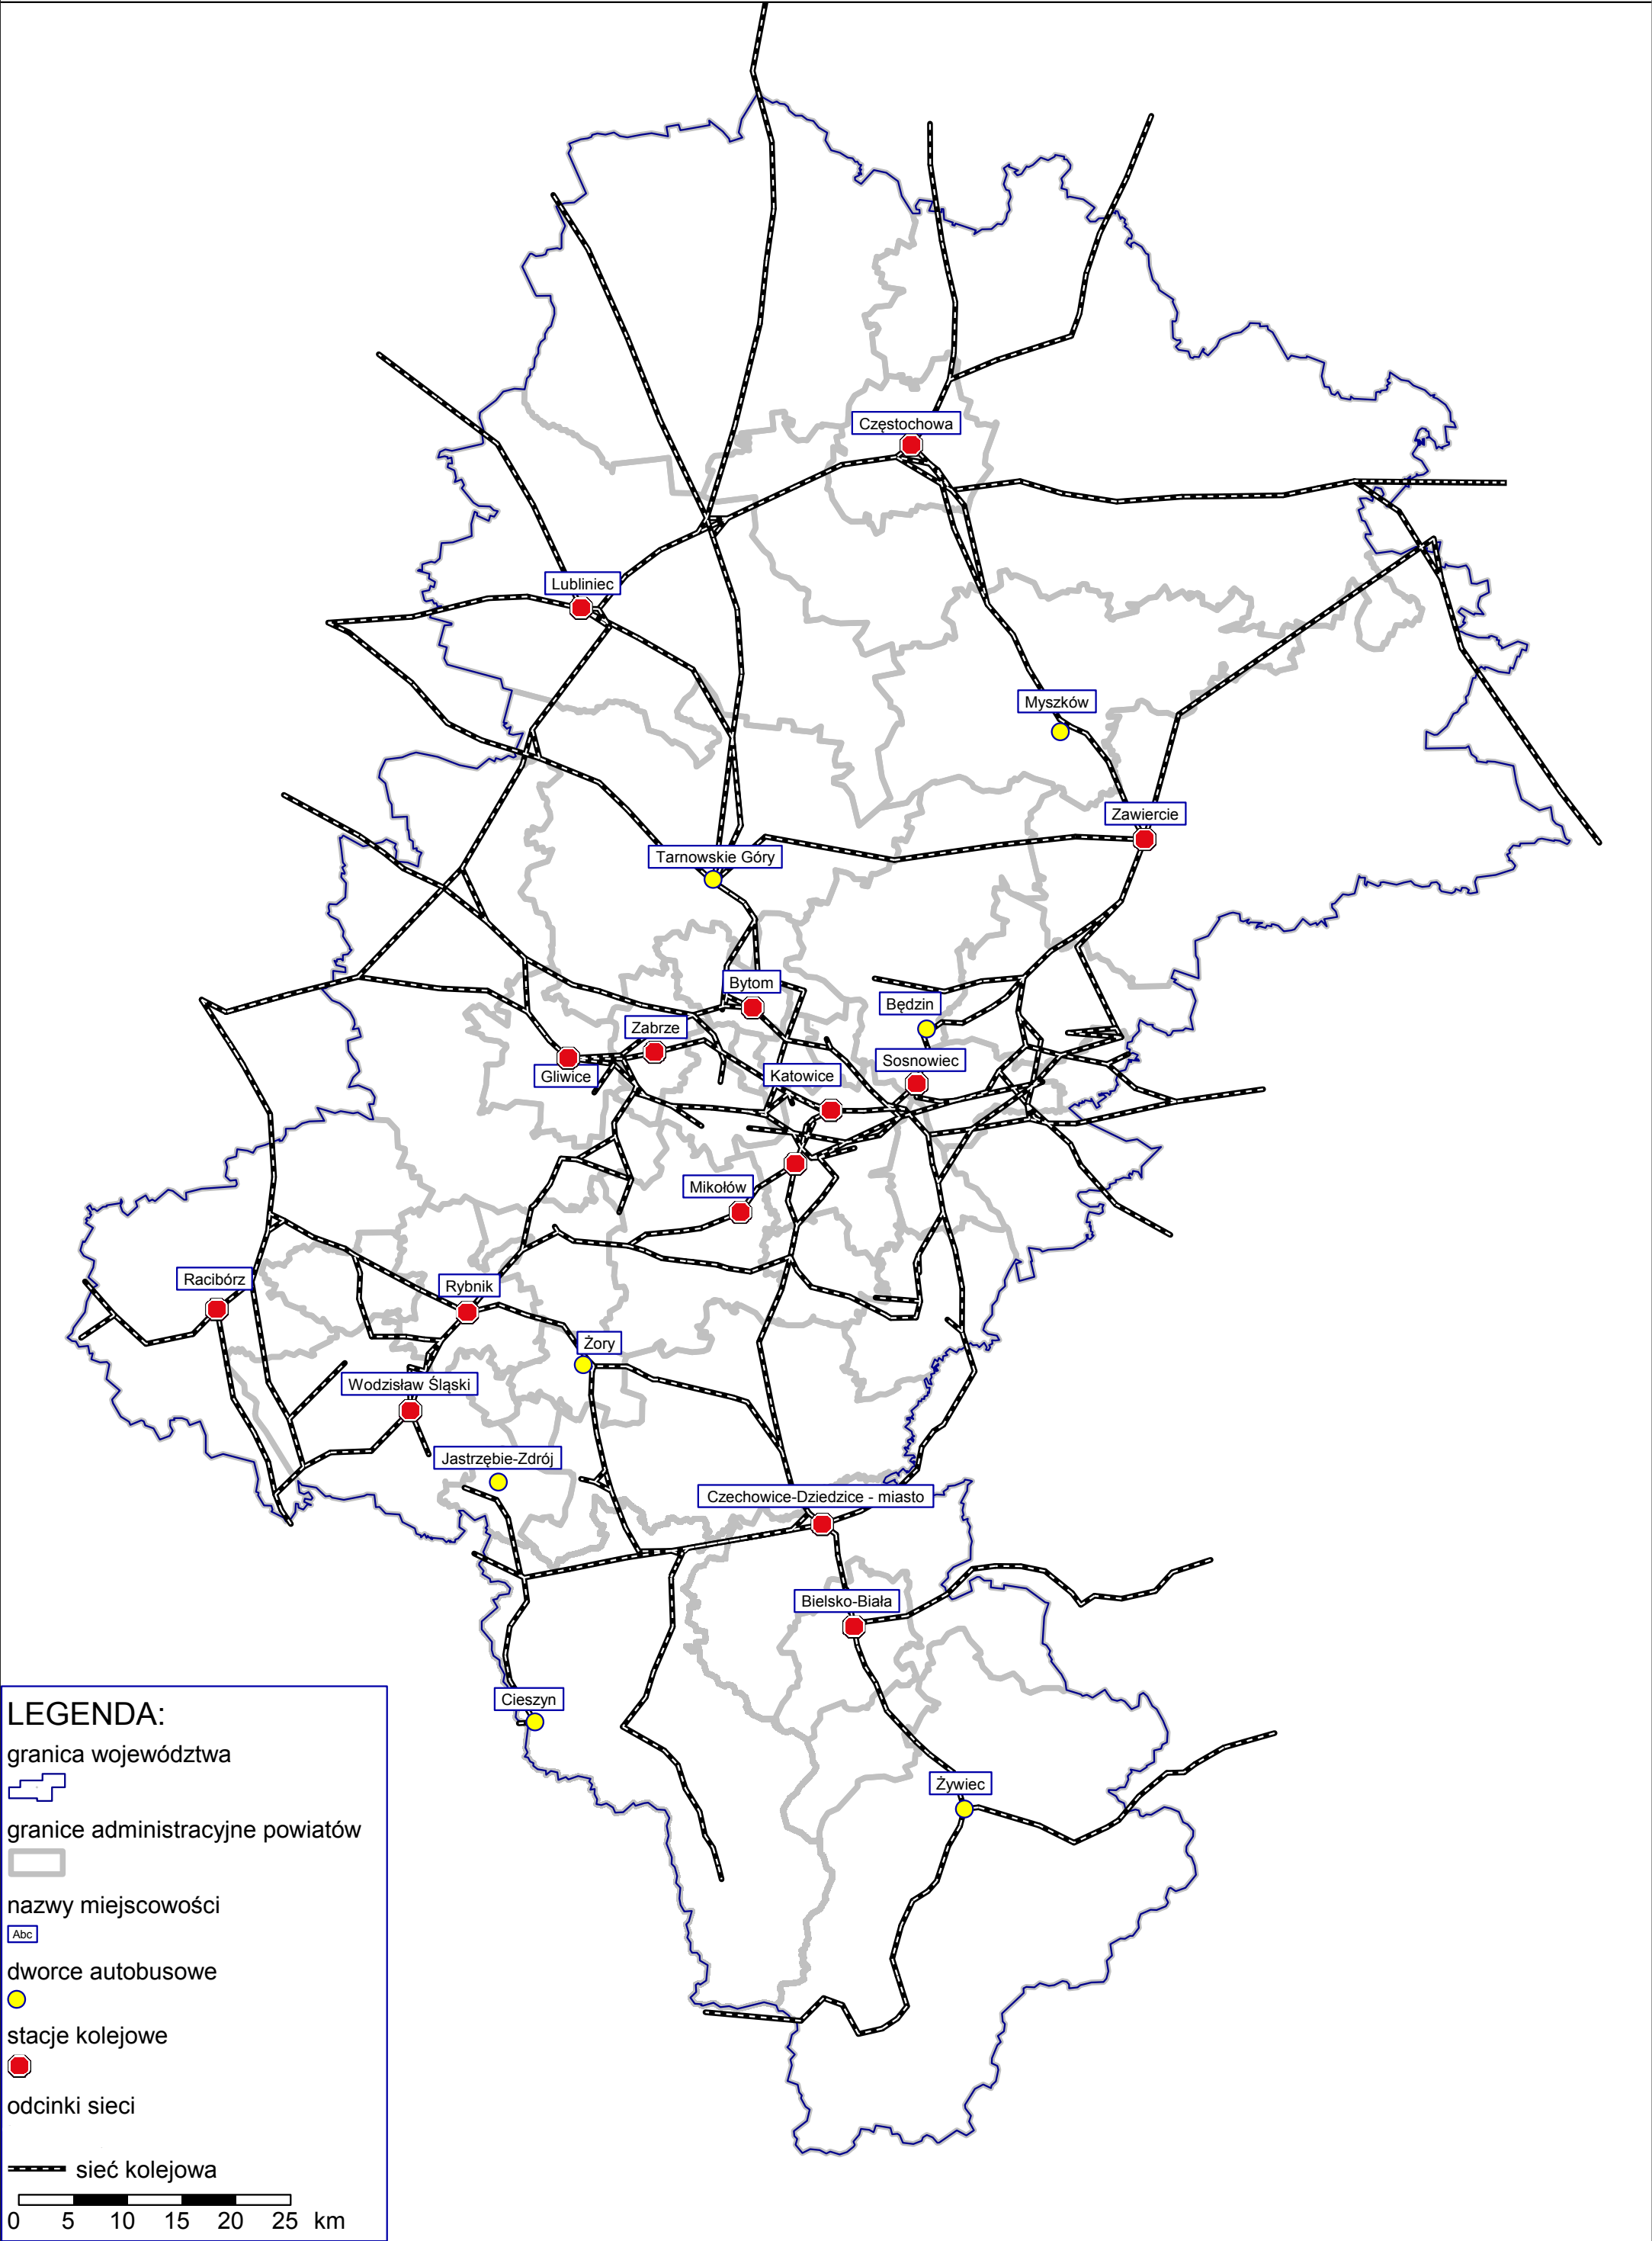 Częstochowa
Lubliniec
Myszków
Zawiercie
Tarnowskie Góry
Bytom
Będzin
Zabrze
Sosnowiec
Gliwice
Katowice
Mikołów
Racibórz
Rybnik
Żory
Wodzisław Śląski
Jastrzębie-Zdrój
Czechowice-Dziedzice - miasto
Bielsko-Biała
Cieszyn
Żywiec
LEGENDA:
granica województwa
granice administracyjne powiatów
nazwy miejscowości
Abc
dworce autobusowe
stacje kolejowe
odcinki sieci
sieć kolejowa
0 5 10 15 20 25 km